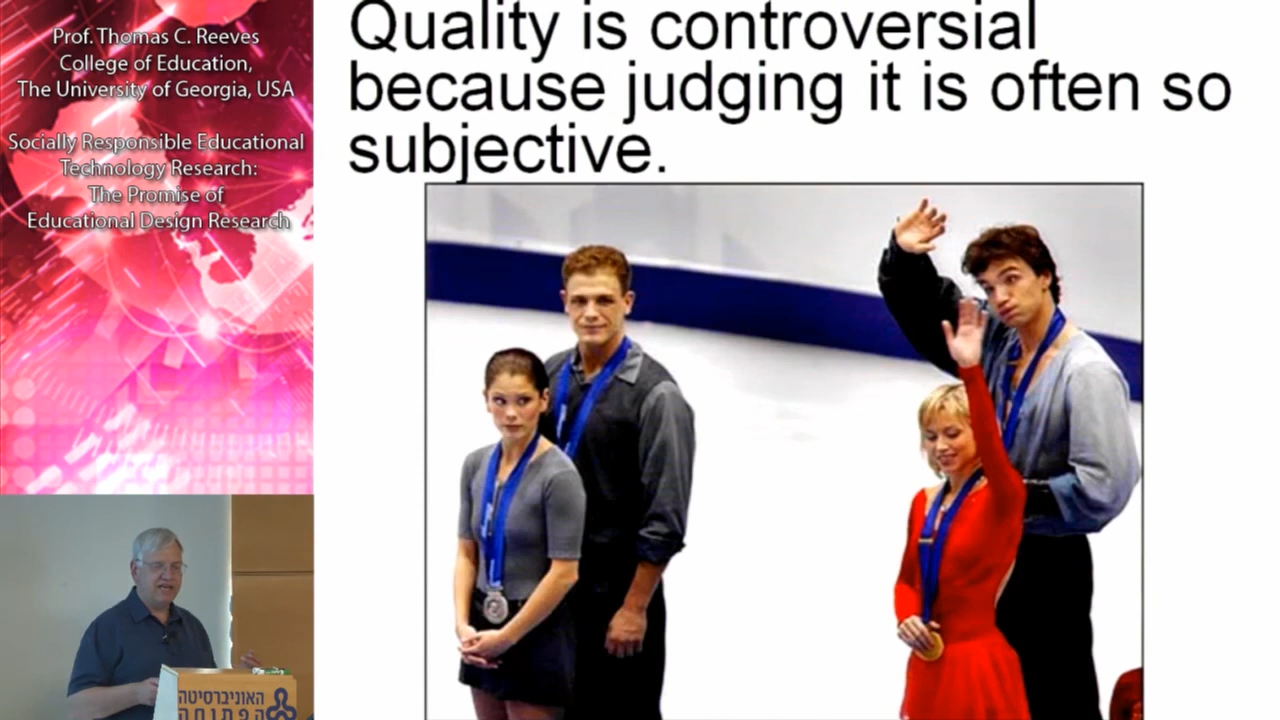 Prof. Thomas C. Reeves
College of Education,
The University of Georgia, USA
Socially Responsible Educational
Technology Research:
The Promise of
Educational Design Research
Quality is controversial
because judging it is often so
subjective.
האוניברסיטה
הפתוחה